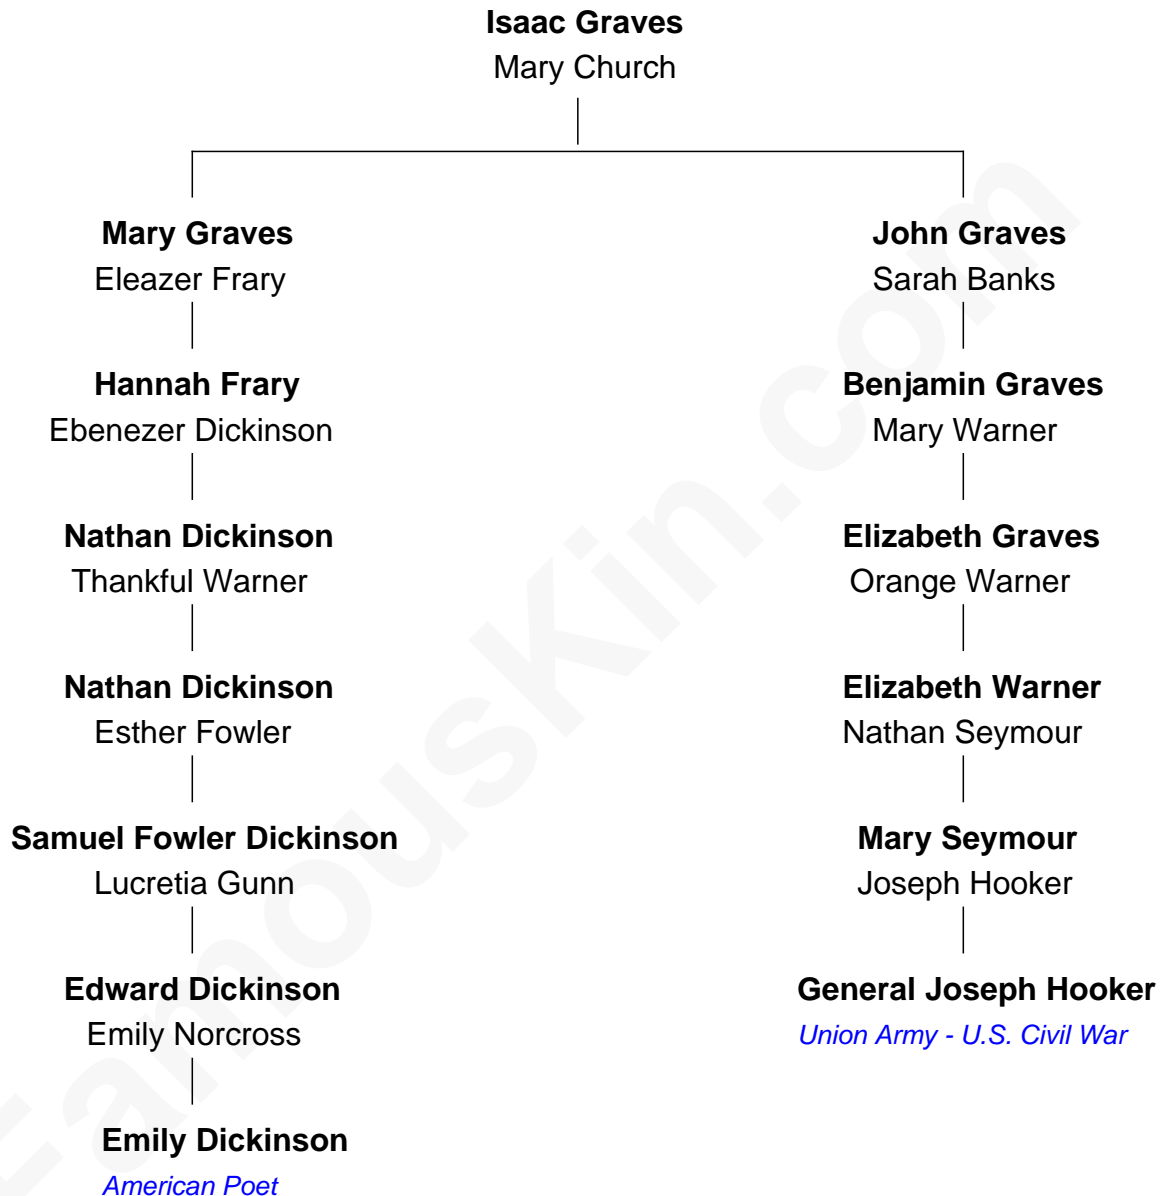 Isaac Graves
Mary Church
Mary Graves
Eleazer Frary
John Graves
Sarah Banks
Hannah Frary
Ebenezer Dickinson
Benjamin Graves
Mary Warner
Nathan Dickinson
Thankful Warner
Elizabeth Graves
Orange Warner
Nathan Dickinson
Esther Fowler
Elizabeth Warner
Nathan Seymour
Samuel Fowler Dickinson
Lucretia Gunn
Mary Seymour
Joseph Hooker
Edward Dickinson
Emily Norcross
General Joseph Hooker
Union Army - U.S. Civil War
Emily Dickinson
American Poet
FamousKin.com